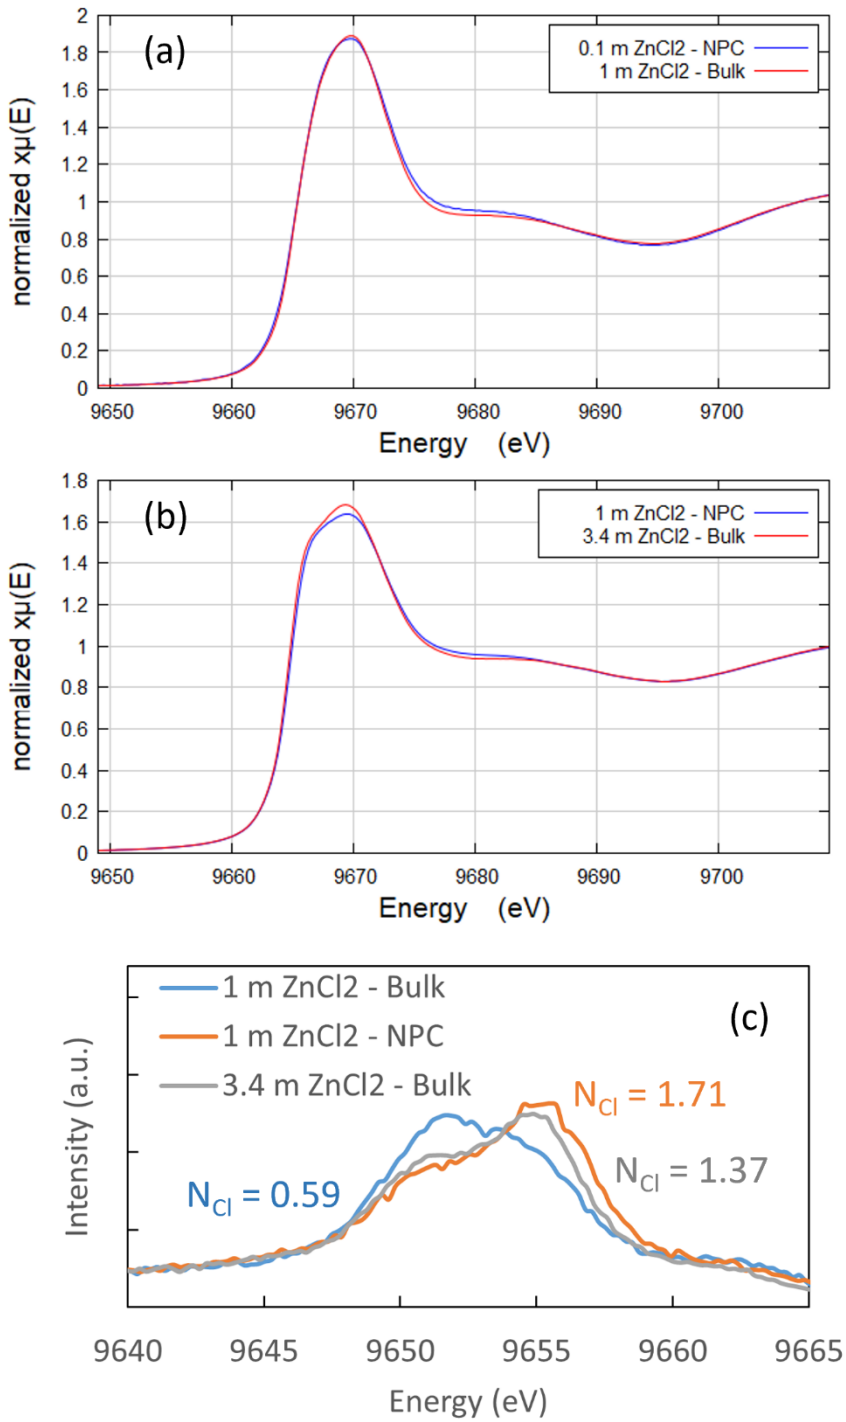 (a)
0.1 m ZnCl2 - NPC
1 m ZnCl2 - Bulk
normalized xμ(E)
2
1.8
1.6
1.4
1.2
1
0.8
0.6
0.4
0.2
0
9650 9660 9670 9680 9690 9700
Energy (eV)
(b)
1 m ZnCl2 - NPC
3.4 m ZnCl2 - Bulk
normalized xμ(E)
1.8
1.6
1.4
1.2
1
0.8
0.6
0.4
0.2
0
9650 9660 9670 9680 9690 9700
Energy (eV)
1 m ZnCl2 - Bulk
1 m ZnCl2 - NPC
3.4 m ZnCl2 - Bulk
(c)
Intensity (a.u.)
N_Cl = 1.71
N_Cl = 1.37
N_Cl = 0.59
9640 9645 9650 9655 9660 9665
Energy (eV)